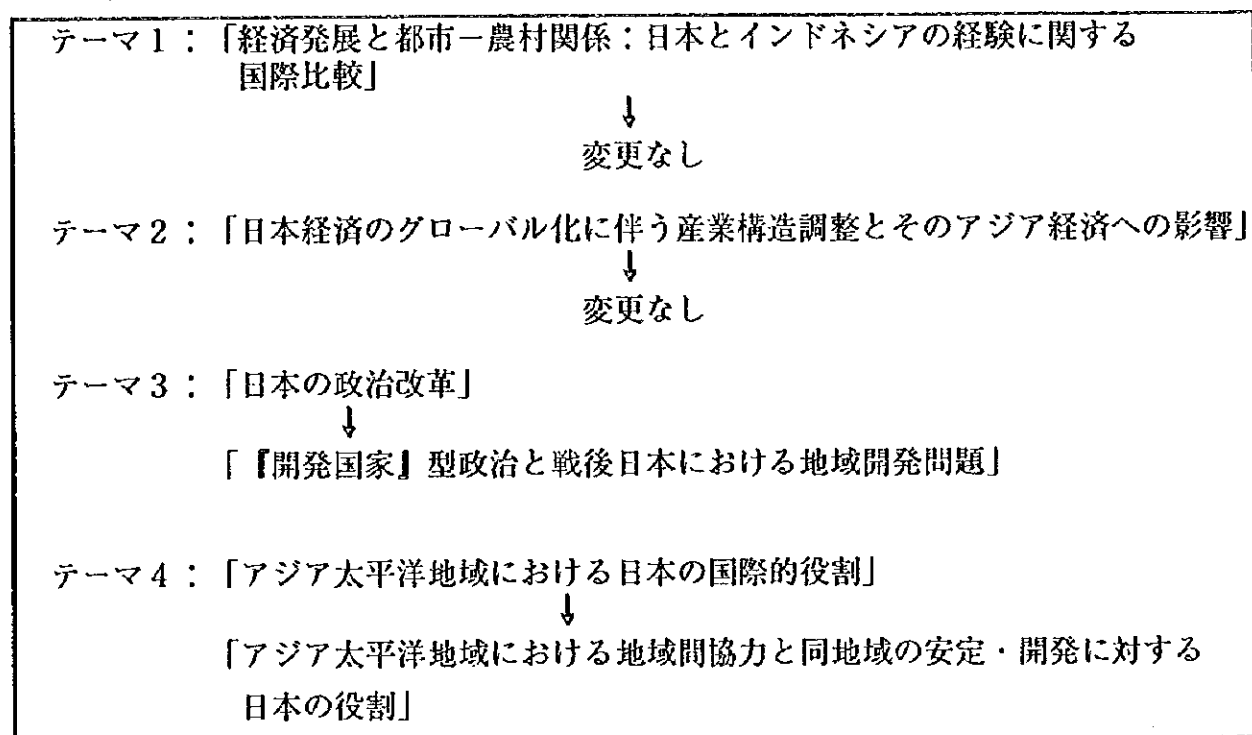 テーマ1：「経済発展と都市－農村関係：日本とインドネシアの経験に関する
国際比較」
↓
変更なし
テーマ2：「日本経済のグローバル化に伴う産業構造調整とそのアジア経済への影響」
↓
変更なし
テーマ3：「日本の政治改革」
↓
「『開発国家』型政治と戦後日本における地域開発問題」
テーマ4：「アジア太平洋地域における日本の国際的役割」
↓
「アジア太平洋地域における地域間協力と同地域の安定・開発に対する
日本の役割」